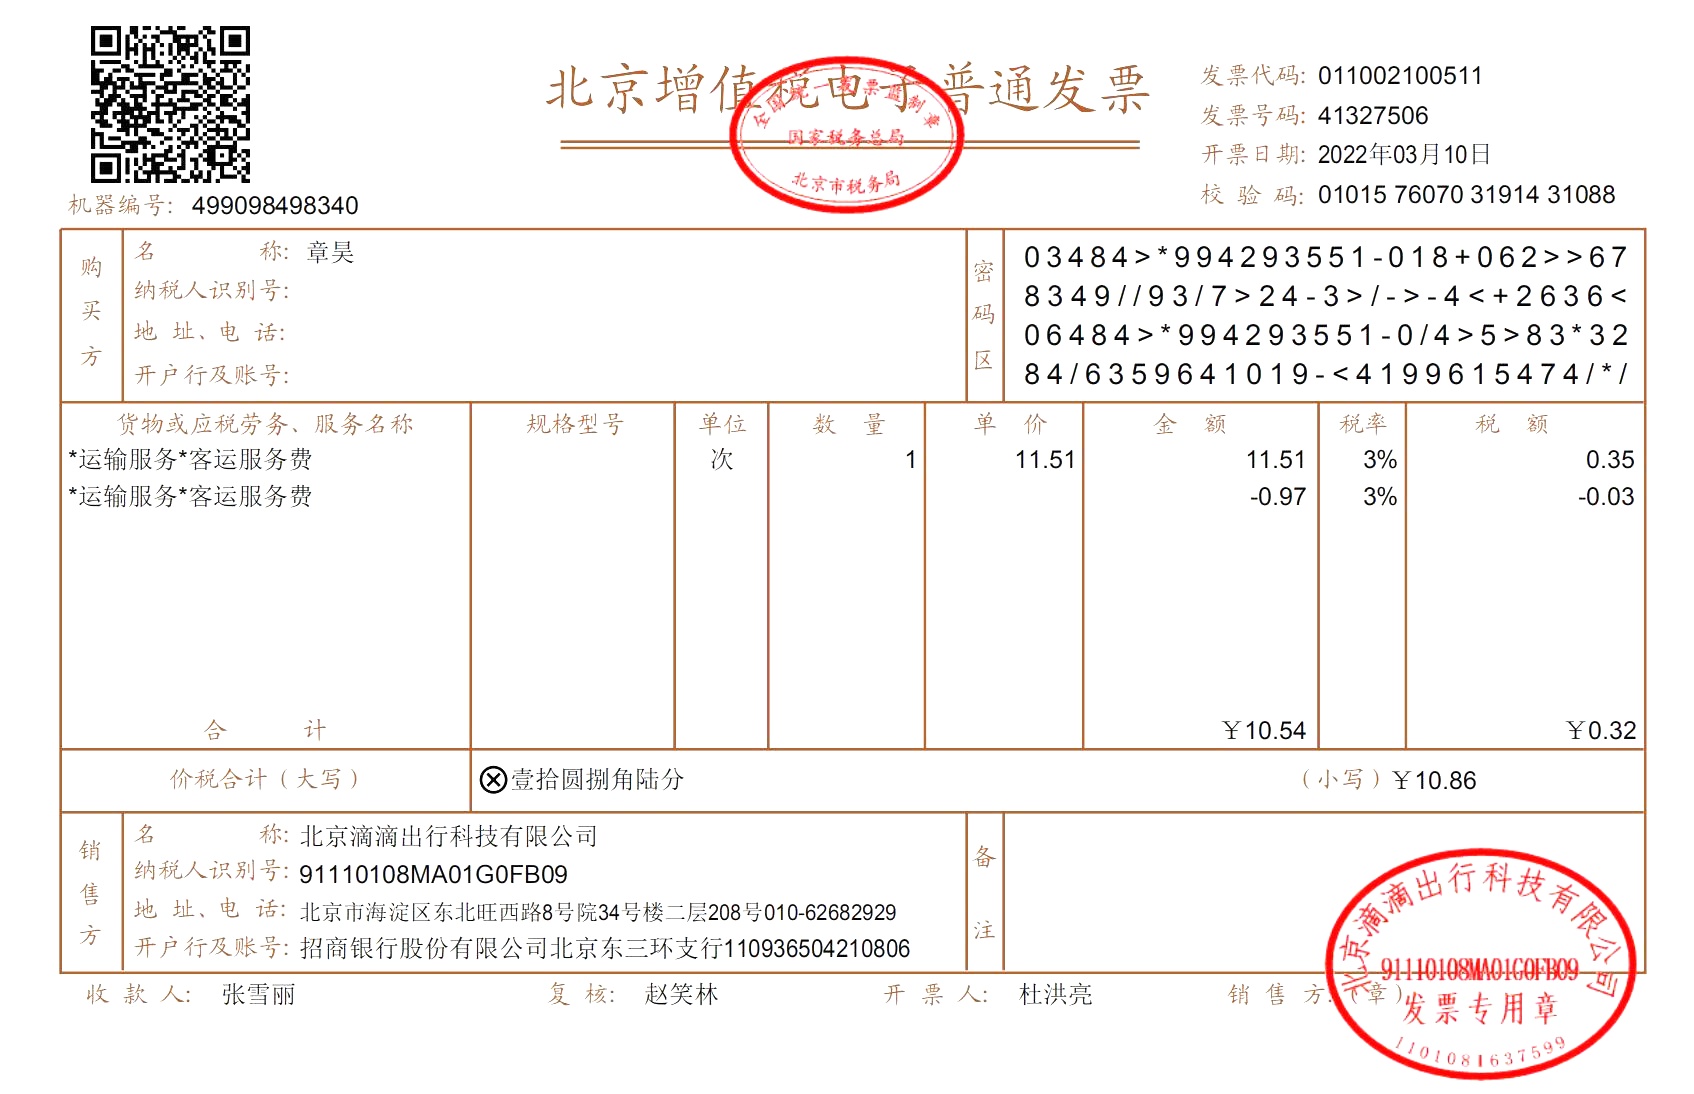 北京增值税电子普通发票
全国统一发票监制章
国家税务总局
北京市税务局
发票代码: 011002100511
发票号码: 41327506
开票日期: 2022年03月10日
校 验 码: 01015 76070 31914 31088
机器编号: 499098498340
购买方
名 称: 章昊
纳税人识别号:
地 址、电 话:
开户行及账号:
密码区
03484>*994293551-018+062>>67
8349//93/7>24-3>/->-4<+2636<
06484>*994293551-0/4>5>83*32
84/6359641019-<4199615474/*/
货物或应税劳务、服务名称 规格型号 单位 数 量 单 价 金 额 税率 税 额
*运输服务*客运服务费 次 1 11.51 11.51 3% 0.35
*运输服务*客运服务费 -0.97 3% -0.03
合 计 ￥10.54 ￥0.32
价税合计（大写） ⊗壹拾圆捌角陆分 （小写）￥10.86
销售方
名 称: 北京滴滴出行科技有限公司
纳税人识别号: 91110108MA01G0FB09
地 址、电 话: 北京市海淀区东北旺西路8号院34号楼二层208号010-62682929
开户行及账号: 招商银行股份有限公司北京东三环支行110936504210806
备注
收 款 人: 张雪丽 复 核: 赵笑林 开 票 人: 杜洪亮 销 售 方:（章）
北京滴滴出行科技有限公司
91110108MA01G0FB09
发票专用章
1101081637599